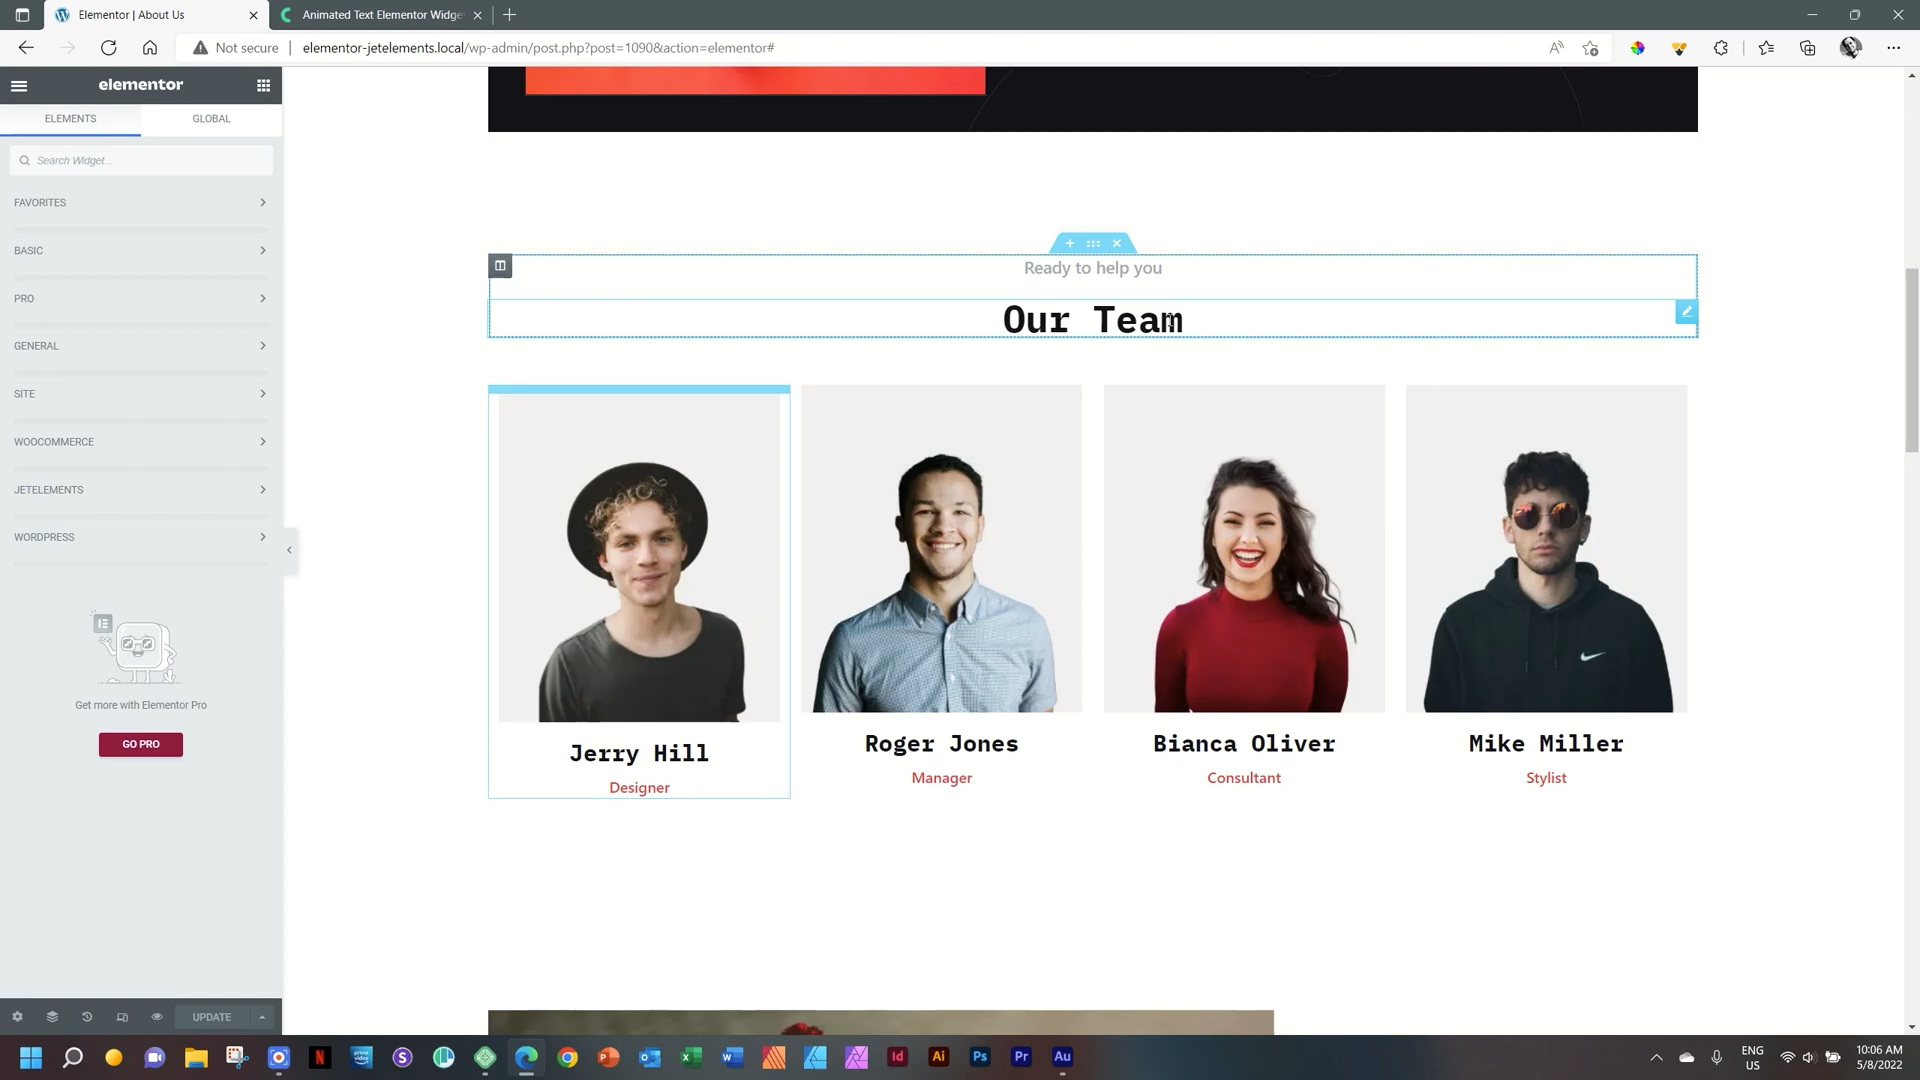 Elementor | About Us
Animated Text Elementor Widge
Not secure
elementor-jetelements.local/wp-admin/post.php?post=1090&action=elementor#
elementor
ELEMENTS
GLOBAL
Search Widget...
FAVORITES
BASIC
PRO
GENERAL
SITE
WOOCOMMERCE
JETELEMENTS
WORDPRESS
Get more with Elementor Pro
GO PRO
UPDATE
Ready to help you
Our Team
Jerry Hill
Designer
Roger Jones
Manager
Bianca Oliver
Consultant
Mike Miller
Stylist
ENG
US
10:06 AM
5/8/2022